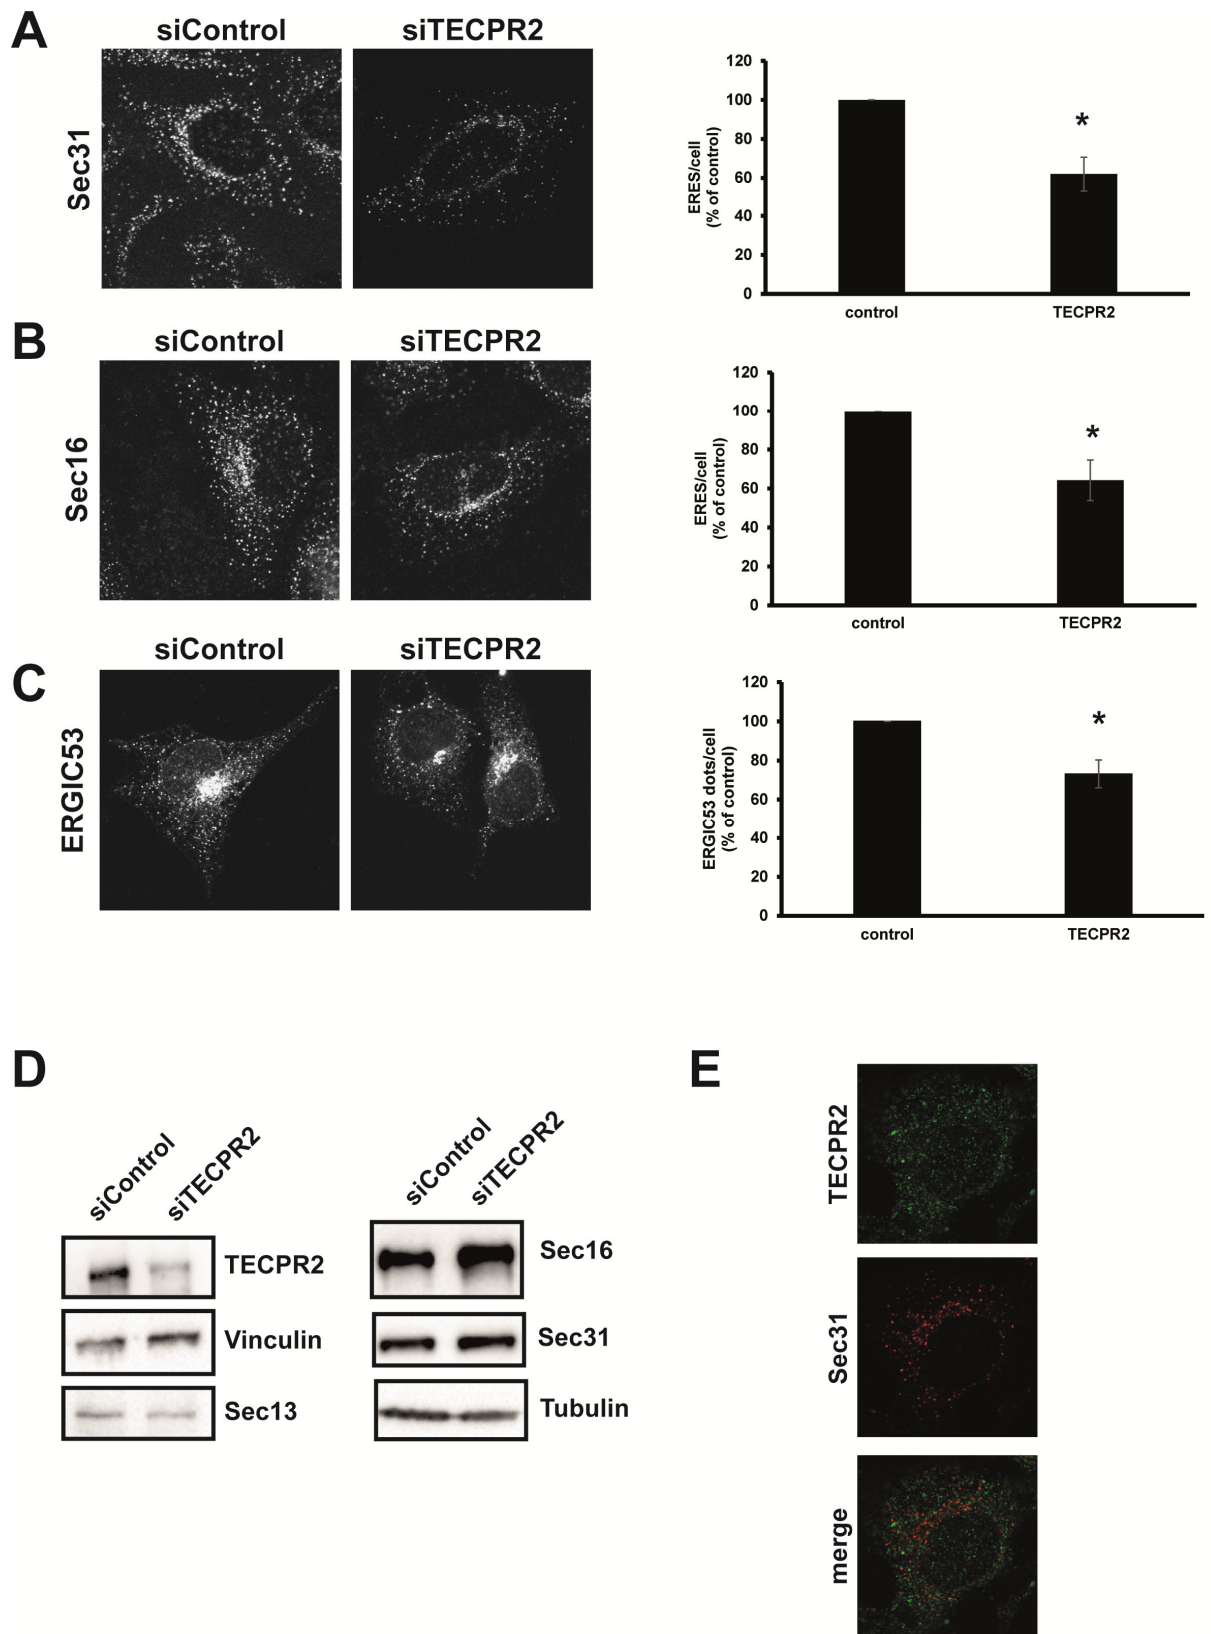 A
siControl
siTECPR2
Sec31
120
100
80
60
40
20
0
ERES/cell
(% of control)
*
control
TECPR2
B
siControl
siTECPR2
Sec16
120
100
80
60
40
20
0
ERES/cell
(% of control)
*
control
TECPR2
C
siControl
siTECPR2
ERGIC53
120
100
80
60
40
20
0
ERGIC53 dots/cell
(% of control)
*
control
TECPR2
D
siControl
siTECPR2
TECPR2
Vinculin
Sec13
siControl
siTECPR2
Sec16
Sec31
Tubulin
E
TECPR2
Sec31
merge